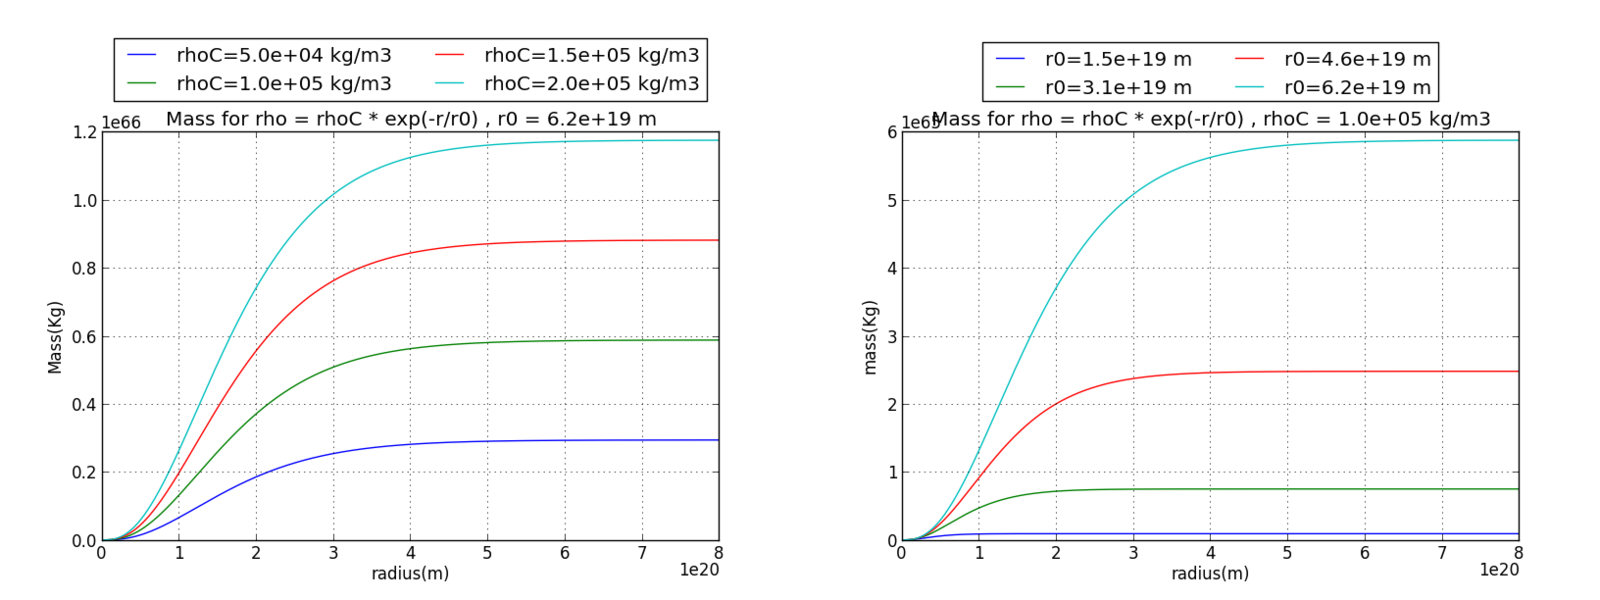 rhoC=5.0e+04 kg/m3 rhoC=1.5e+05 kg/m3
rhoC=1.0e+05 kg/m3 rhoC=2.0e+05 kg/m3
1e66
Mass for rho = rhoC * exp(-r/r0) , r0 = 6.2e+19 m
1.2
1.0
0.8
0.6
0.4
0.2
0.0
Mass(Kg)
0 1 2 3 4 5 6 7 8
1e20
radius(m)
r0=1.5e+19 m r0=4.6e+19 m
r0=3.1e+19 m r0=6.2e+19 m
Mass for rho = rhoC * exp(-r/r0) , rhoC = 1.0e+05 kg/m3
6
5
4
3
2
1
0
mass(Kg)
0 1 2 3 4 5 6 7 8
1e20
radius(m)